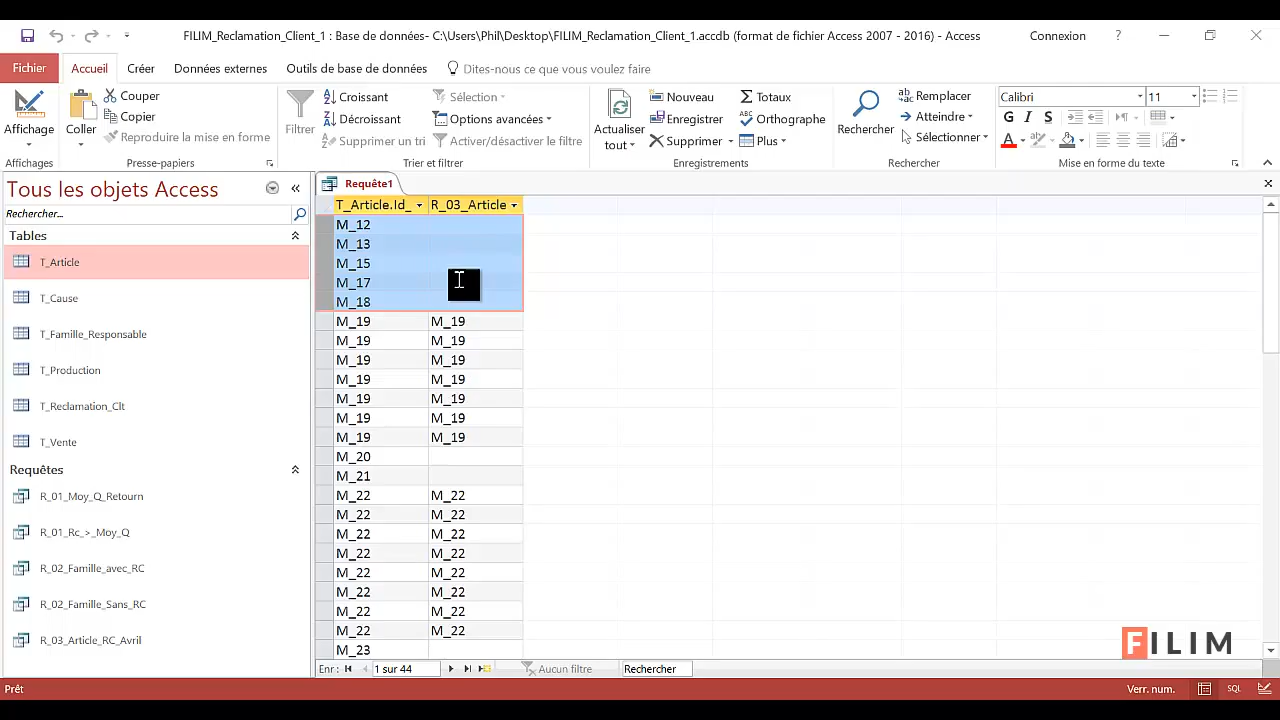 FILIM_Reclamation_Client_1 : Base de données- C:\Users\Phil\Desktop\FILIM_Reclamation_Client_1.accdb (format de fichier Access 2007 - 2016) - Access
Connexion
?
Fichier
Accueil
Créer
Données externes
Outils de base de données
Dites-nous ce que vous voulez faire
Affichage
Affichages
Coller
Couper
Copier
Reproduire la mise en forme
Presse-papiers
Filtrer
Croissant
Décroissant
Supprimer un tri
Sélection
Options avancées
Activer/désactiver le filtre
Trier et filtrer
Actualiser
tout
Nouveau
Enregistrer
Supprimer
Totaux
Orthographe
Plus
Enregistrements
Rechercher
Remplacer
Atteindre
Sélectionner
Rechercher
Calibri
11
G I S
Mise en forme du texte
Tous les objets Access
Rechercher...
Tables
T_Article
T_Cause
T_Famille_Responsable
T_Production
T_Reclamation_Clt
T_Vente
Requêtes
R_01_Moy_Q_Retourn
R_01_Rc_>_Moy_Q
R_02_Famille_avec_RC
R_02_Famille_Sans_RC
R_03_Article_RC_Avril
Requête1
T_Article.Id_ R_03_Article
M_12
M_13
M_15
M_17
M_18
M_19 M_19
M_19 M_19
M_19 M_19
M_19 M_19
M_19 M_19
M_19 M_19
M_19 M_19
M_20
M_21
M_22 M_22
M_22 M_22
M_22 M_22
M_22 M_22
M_22 M_22
M_22 M_22
M_22 M_22
M_22 M_22
M_23
Enr : 1 sur 44 Aucun filtre Rechercher
FILIM
Prêt
Verr. num.
SQL